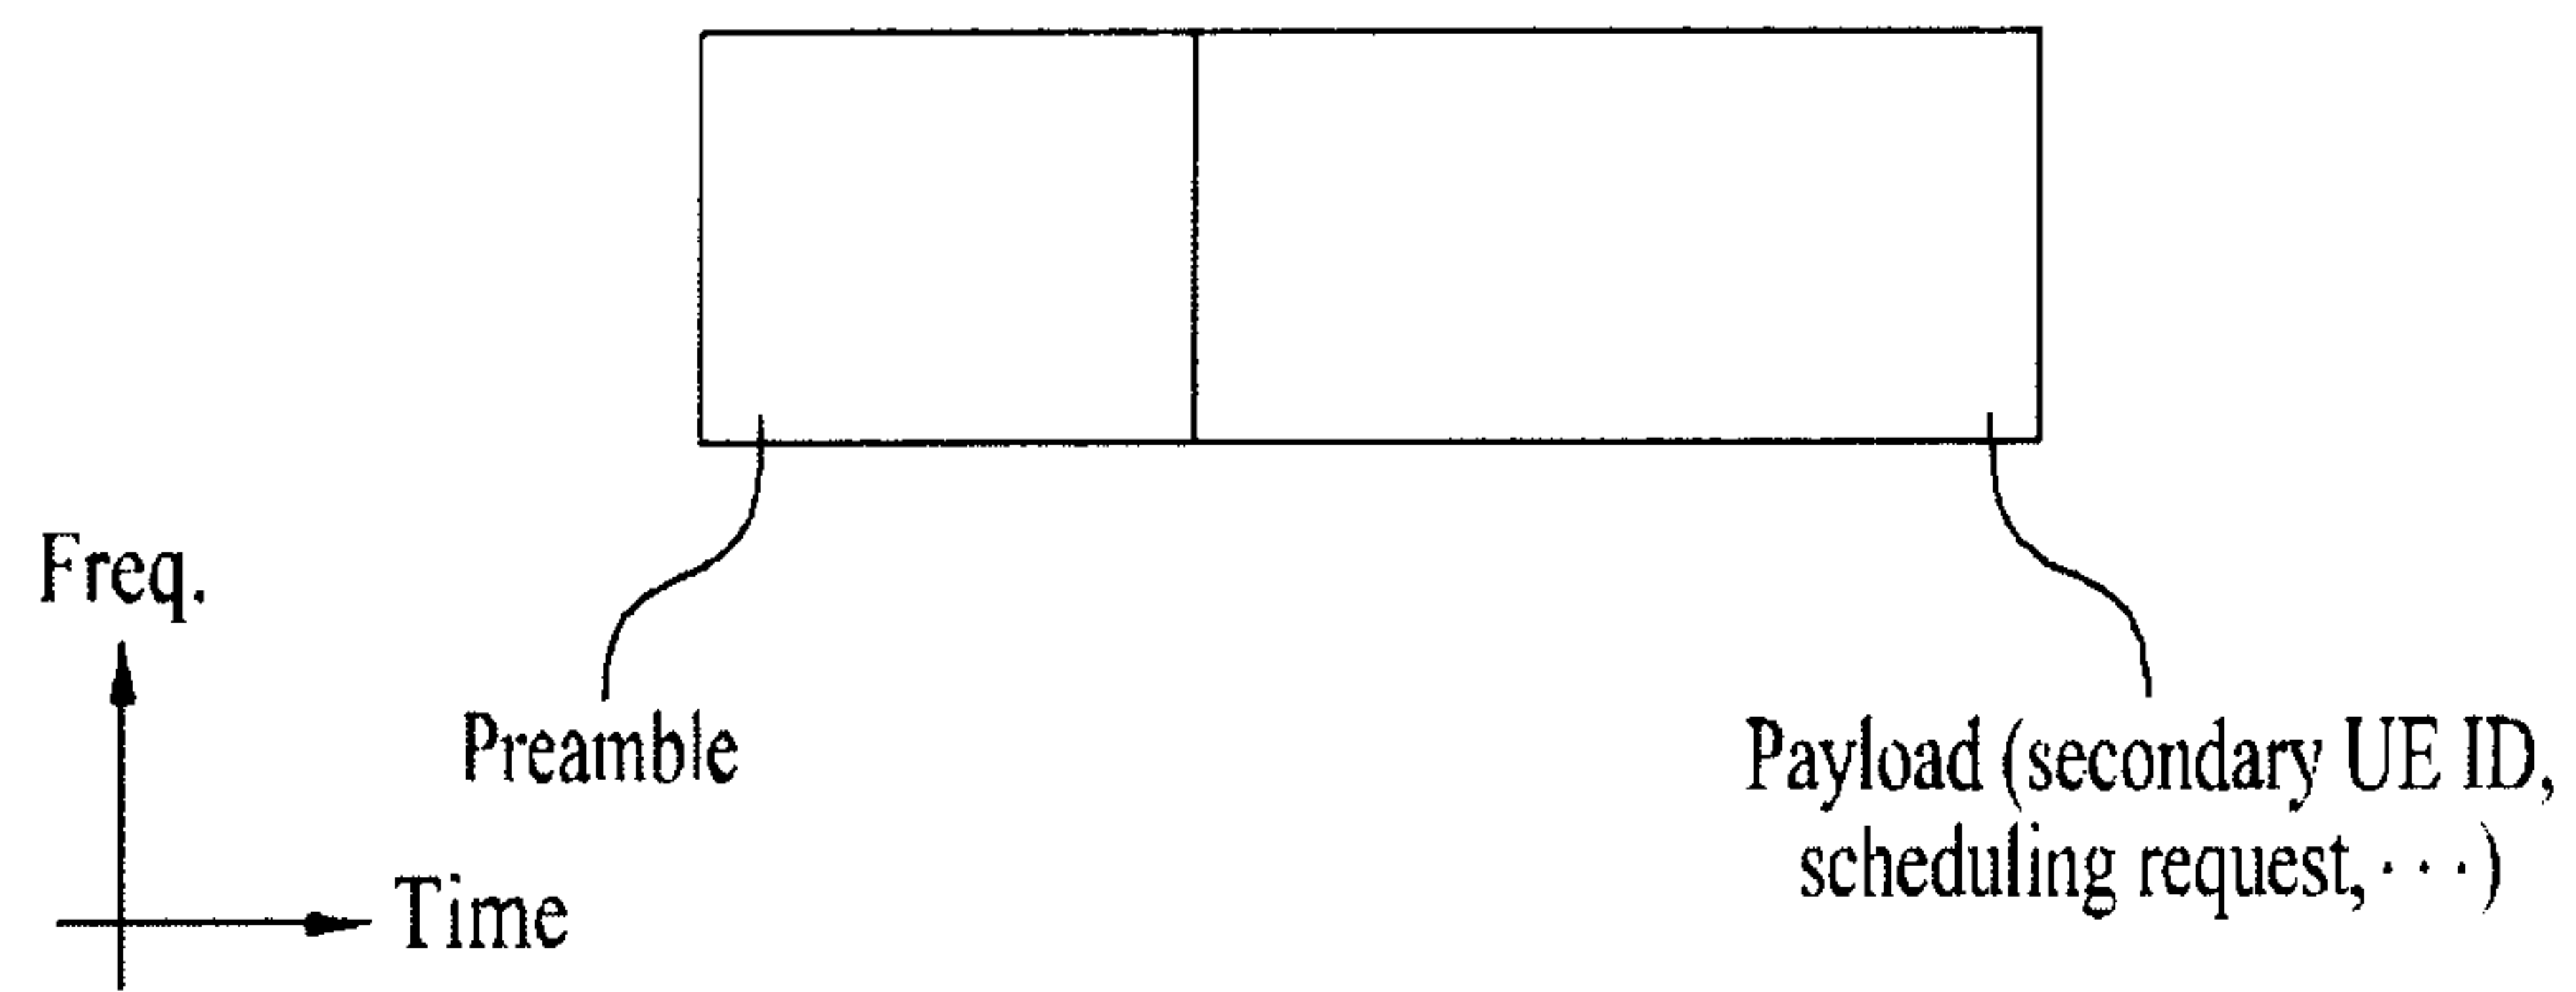 Freq.
Time
Preamble
Payload (secondary UE ID,
scheduling request, · · ·)